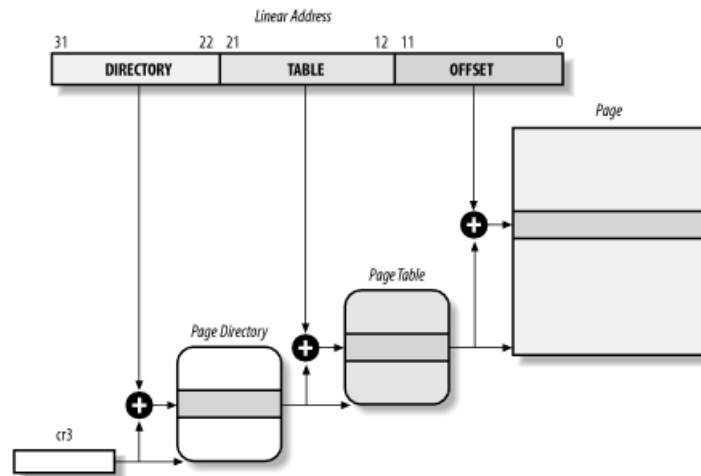 Linear Address
31 22 21 12 11 0
DIRECTORY TABLE OFFSET
Page
Page Table
Page Directory
cr3